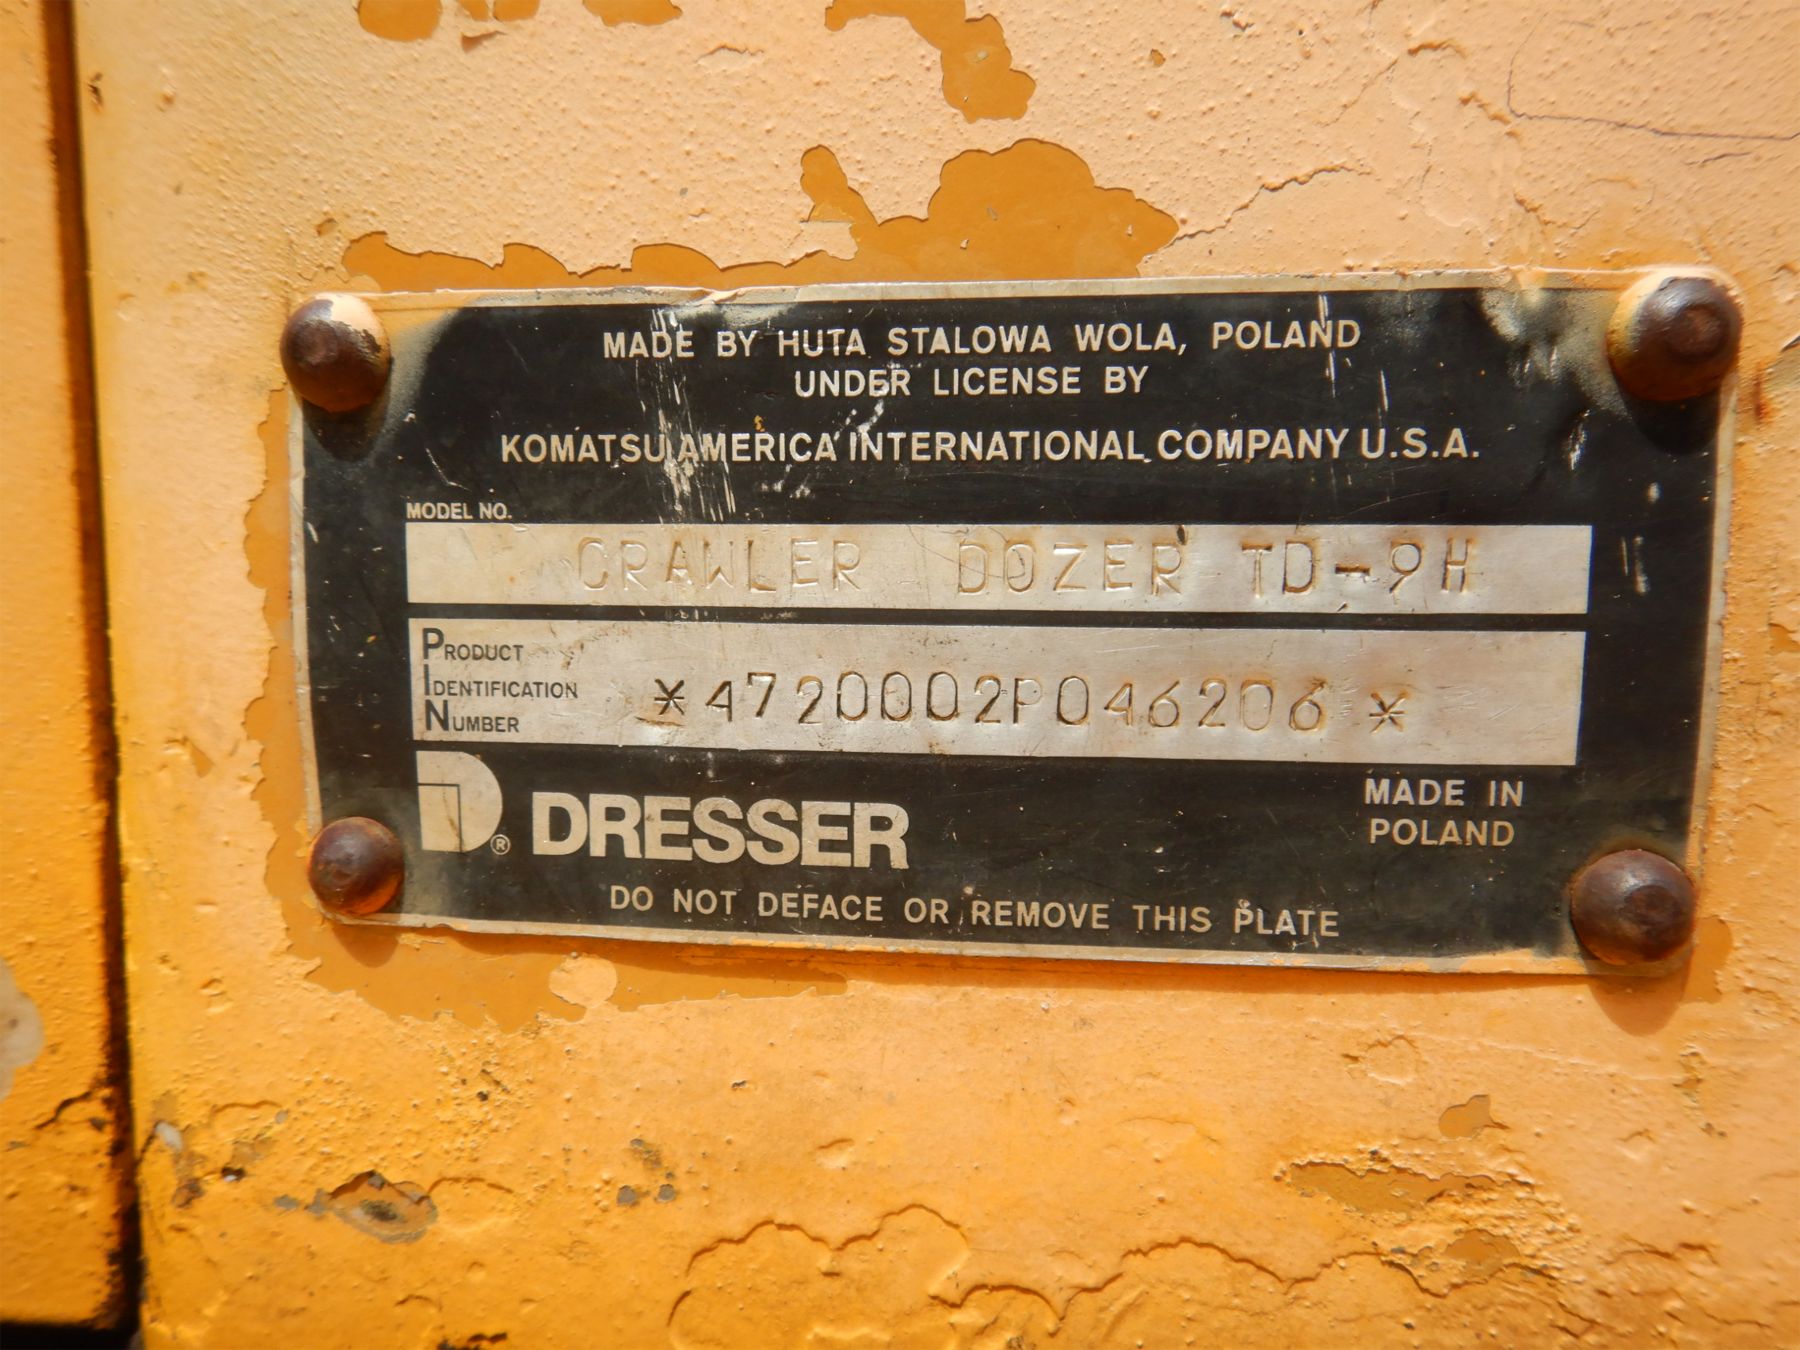 MADE BY HUTA STALOWA WOLA, POLAND
UNDER LICENSE BY
KOMATSU AMERICA INTERNATIONAL COMPANY U.S.A.
MODEL NO.
CRAWLER DOZER TD-9H
PRODUCT
IDENTIFICATION
NUMBER
*4720002P046206*
D® DRESSER
MADE IN
POLAND
DO NOT DEFACE OR REMOVE THIS PLATE